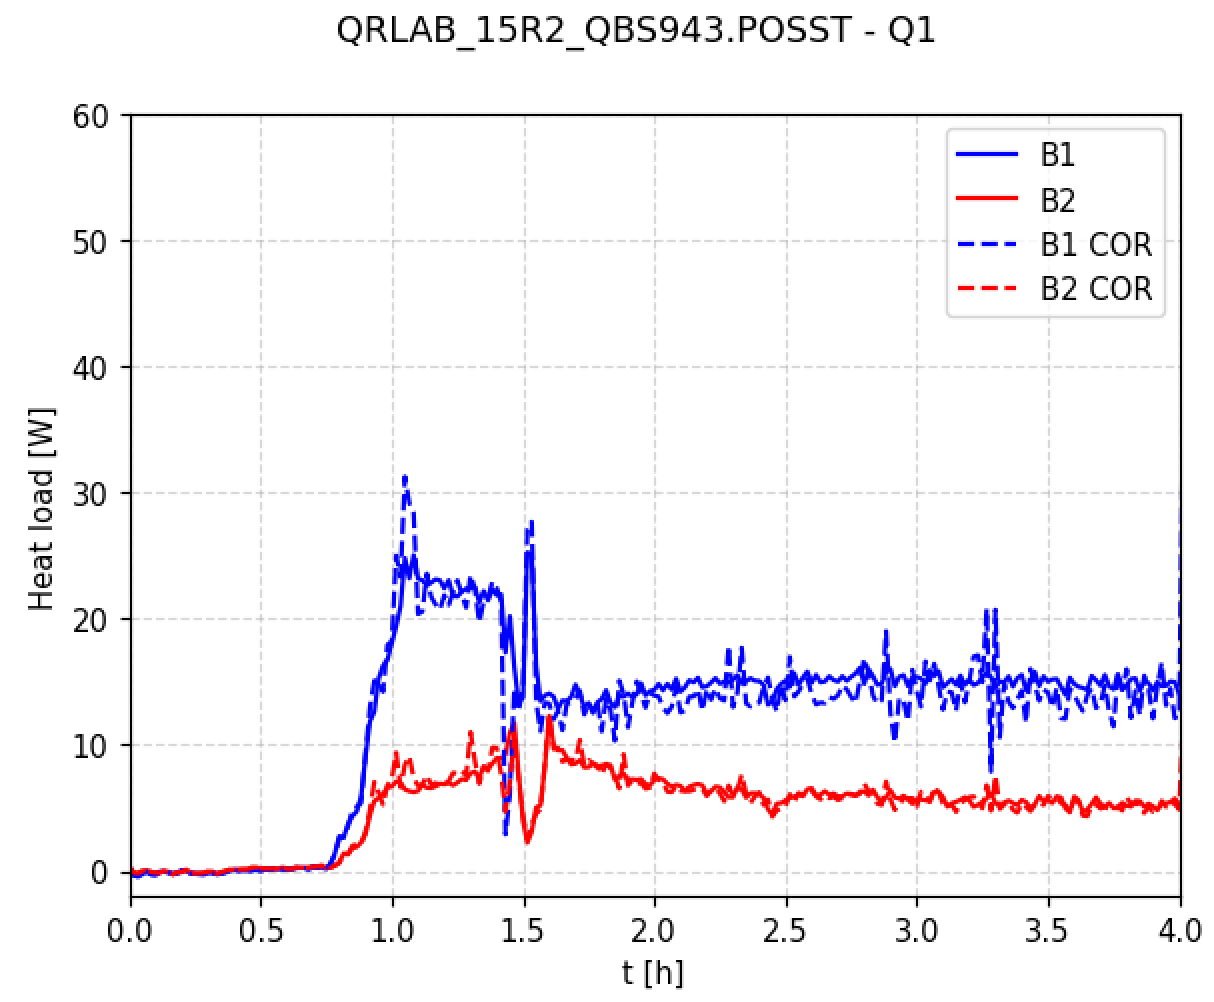 QRLAB_15R2_QBS943.POSST - Q1
60
50
40
30
20
10
0
Heat load [W]
B1
B2
B1 COR
B2 COR
0.0 0.5 1.0 1.5 2.0 2.5 3.0 3.5 4.0
t [h]